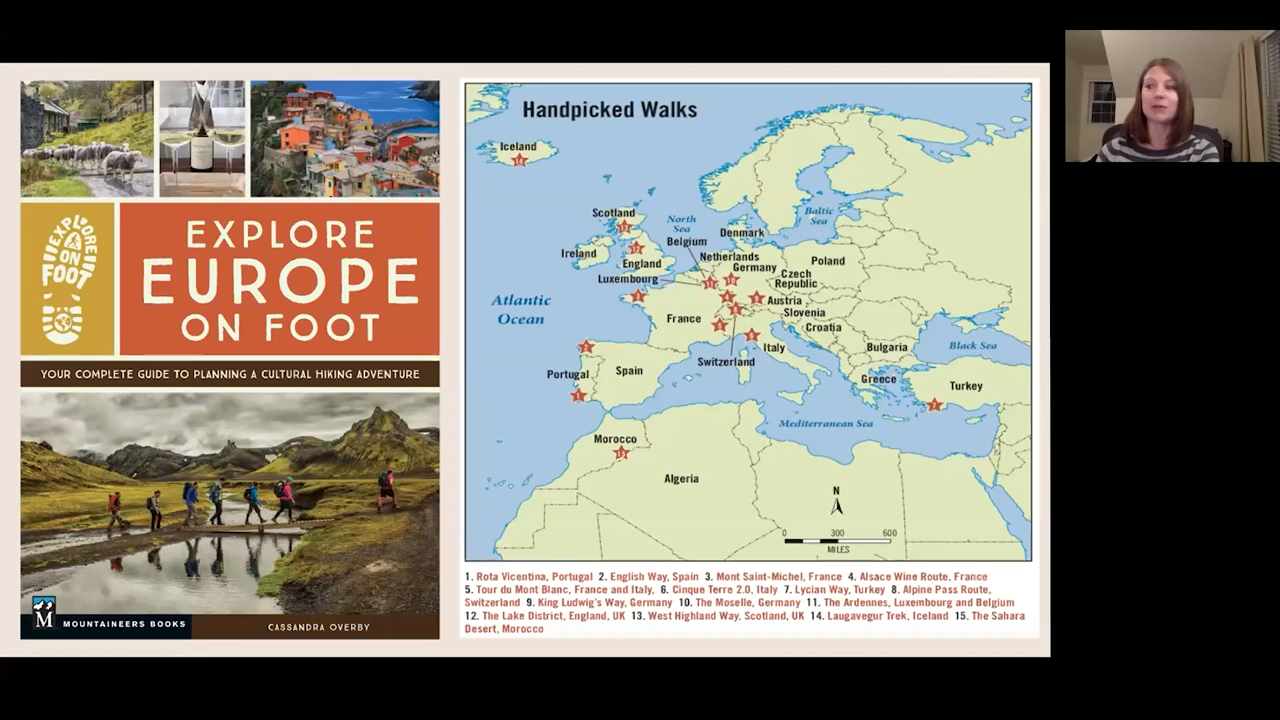 EXPLORE
ON
FOOT
EXPLORE
EUROPE
ON FOOT
YOUR COMPLETE GUIDE TO PLANNING A CULTURAL HIKING ADVENTURE
M MOUNTAINEERS BOOKS
CASSANDRA OVERBY
Handpicked Walks
Iceland
Scotland
North
Sea
Baltic
Sea
Denmark
Belgium
Ireland
England
Netherlands
Poland
Germany
Czech
Republic
Luxembourg
Atlantic
Ocean
Austria
Slovenia
France
Croatia
Black Sea
Italy
Bulgaria
Switzerland
Portugal
Spain
Greece
Turkey
Mediterranean Sea
Morocco
Algeria
N
0 300 600
MILES
1. Rota Vicentina, Portugal 2. English Way, Spain 3. Mont Saint-Michel, France 4. Alsace Wine Route, France
5. Tour du Mont Blanc, France and Italy, 6. Cinque Terre 2.0, Italy 7. Lycian Way, Turkey 8. Alpine Pass Route,
Switzerland 9. King Ludwig's Way, Germany 10. The Moselle, Germany 11. The Ardennes, Luxembourg and Belgium
12. The Lake District, England, UK 13. West Highland Way, Scotland, UK 14. Laugavegur Trek, Iceland 15. The Sahara
Desert, Morocco